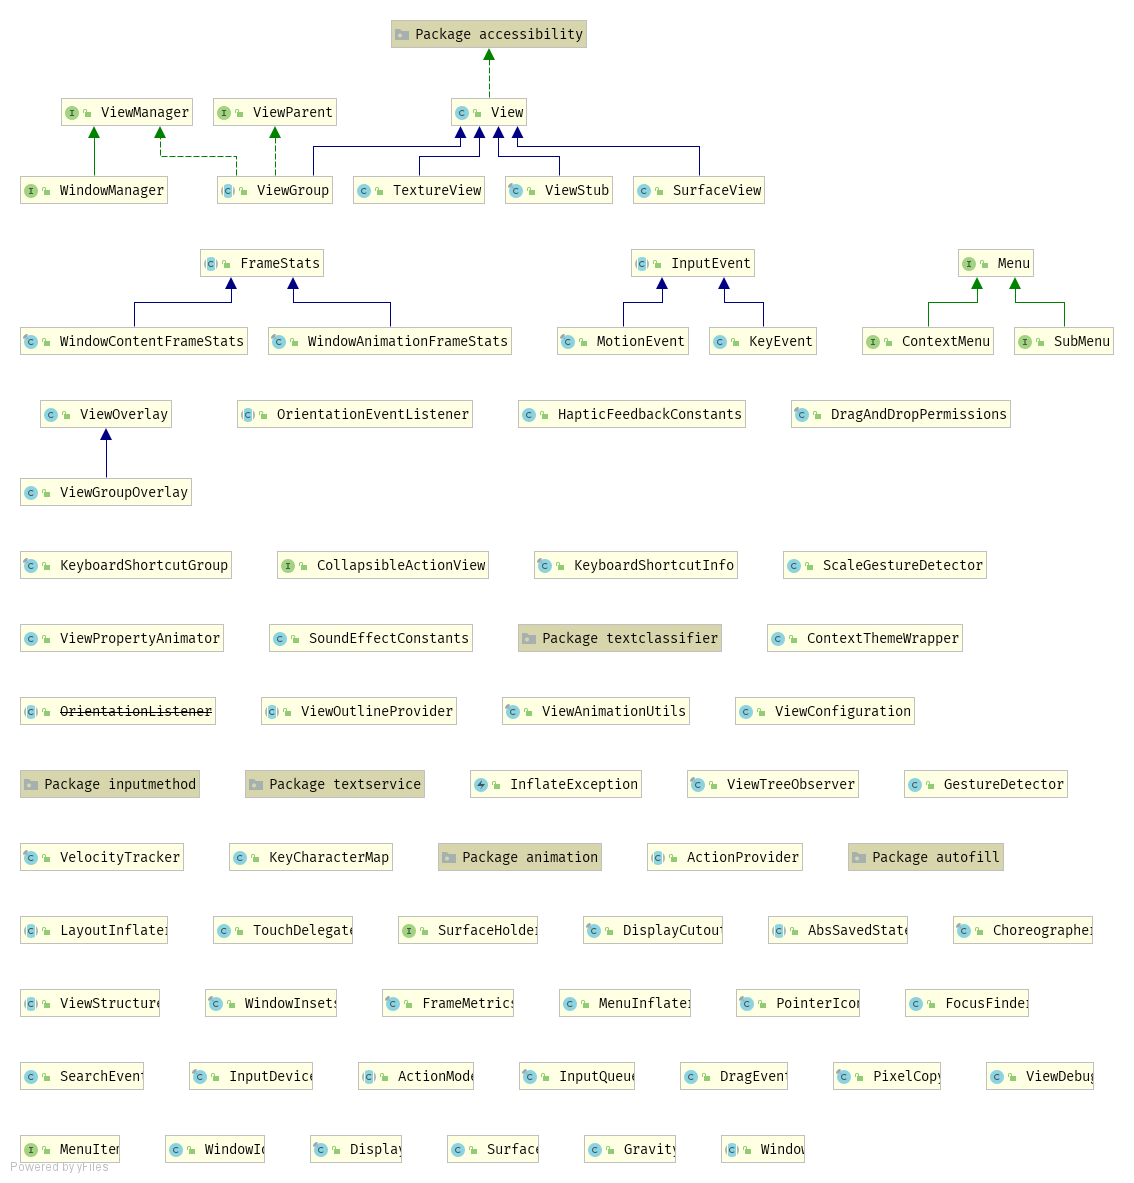 Package accessibility
ViewManager
ViewParent
View
WindowManager
ViewGroup
TextureView
ViewStub
SurfaceView
FrameStats
InputEvent
Menu
WindowContentFrameStats
WindowAnimationFrameStats
MotionEvent
KeyEvent
ContextMenu
SubMenu
ViewOverlay
OrientationEventListener
HapticFeedbackConstants
DragAndDropPermissions
ViewGroupOverlay
KeyboardShortcutGroup
CollapsibleActionView
KeyboardShortcutInfo
ScaleGestureDetector
ViewPropertyAnimator
SoundEffectConstants
Package textclassifier
ContextThemeWrapper
OrientationListener
ViewOutlineProvider
ViewAnimationUtils
ViewConfiguration
Package inputmethod
Package textservice
InflateException
ViewTreeObserver
GestureDetector
VelocityTracker
KeyCharacterMap
Package animation
ActionProvider
Package autofill
LayoutInflater
TouchDelegate
SurfaceHolder
DisplayCutout
AbsSavedState
Choreographer
ViewStructure
WindowInsets
FrameMetrics
MenuInflater
PointerIcon
FocusFinder
SearchEvent
InputDevice
ActionMode
InputQueue
DragEvent
PixelCopy
ViewDebug
MenuItem
WindowId
Display
Surface
Gravity
Window
Powered by yFiles